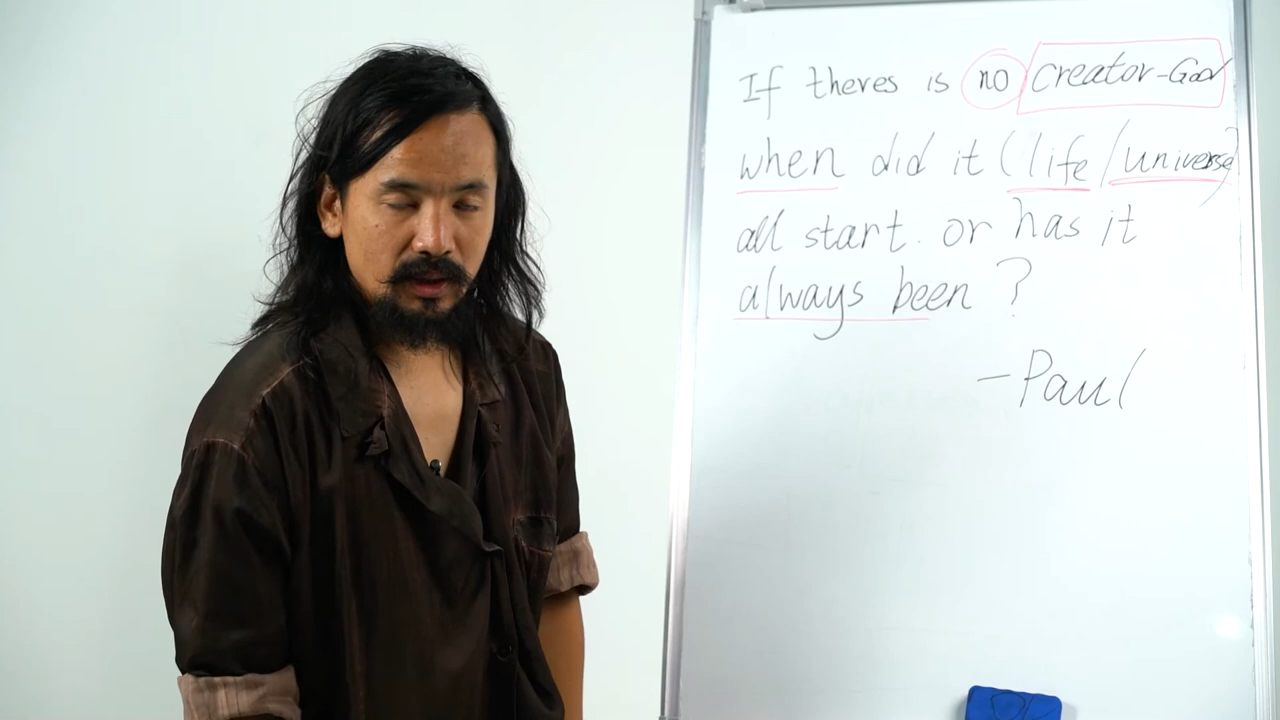 If theres is no Creator-God
when did it (life/universe)
all start. or has it
always been ?
-Paul